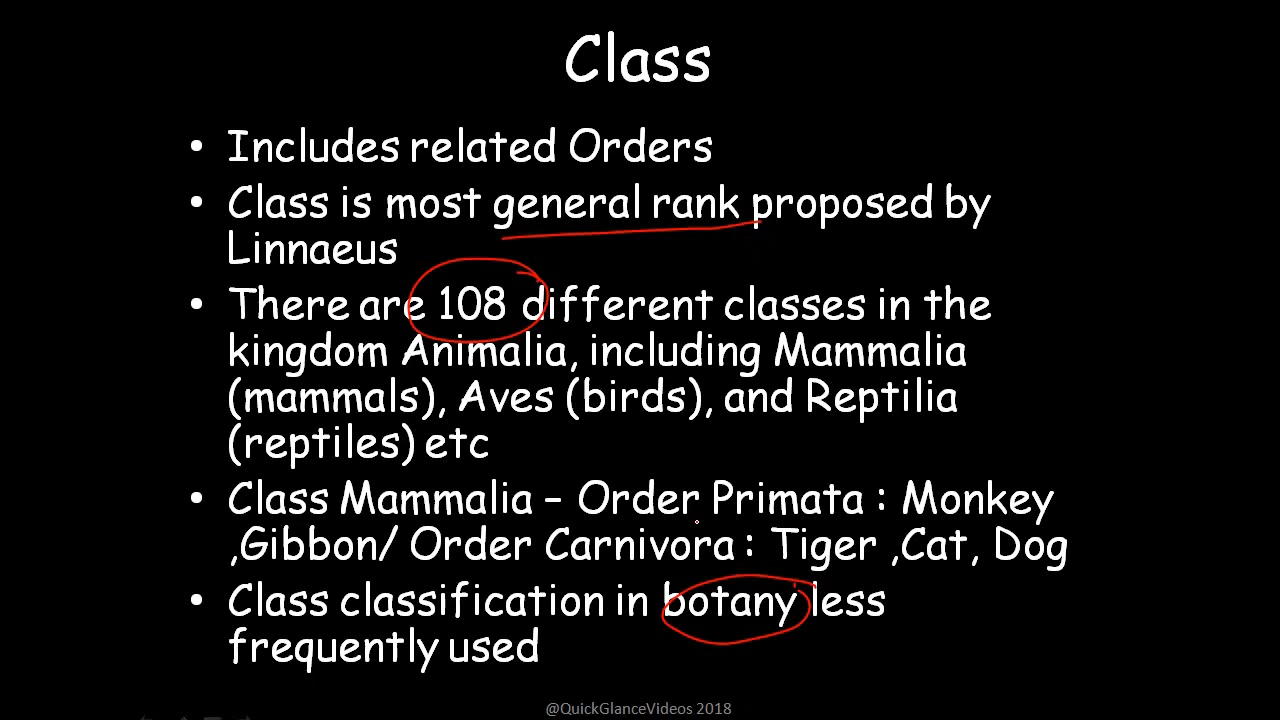 Class
• Includes related Orders
• Class is most general rank proposed by
Linnaeus
• There are 108 different classes in the
kingdom Animalia, including Mammalia
(mammals), Aves (birds), and Reptilia
(reptiles) etc
• Class Mammalia – Order Primata : Monkey
,Gibbon/ Order Carnivora : Tiger ,Cat, Dog
• Class classification in botany less
frequently used
@QuickGlanceVideos 2018